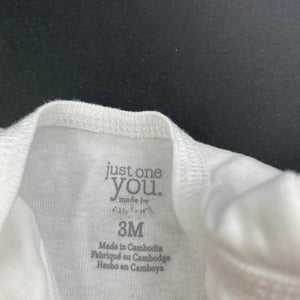 just one
you.
made by
3M
Made in Cambodia
Fabriqué au Cambodge
Hecho en Camboya